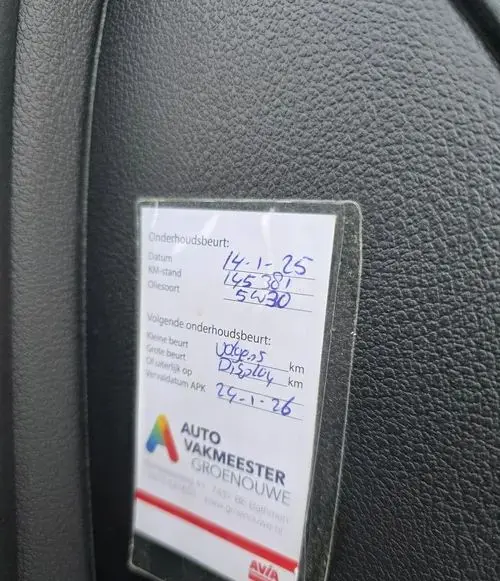 Onderhoudsbeurt:
Datum 14-1-25
KM-stand 145381
Oliesoort 5W30
Volgende onderhoudsbeurt:
Kleine beurt volgens km
Grote beurt Display km
Of uiterlijk op
Vervaldatum APK 24-1-26
AUTO
VAKMEESTER
GROENOUWE
AVIA